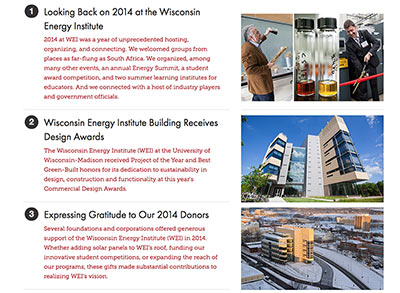 1 Looking Back on 2014 at the Wisconsin
Energy Institute
2014 at WEI was a year of unprecedented hosting,
organizing, and connecting. We welcomed groups from
places as far-flung as South Africa. We organized, among
many other events, an annual Energy Summit, a student
award competition, and two summer learning institutes for
educators. And we connected with a host of industry players
and government officials.
2 Wisconsin Energy Institute Building Receives
Design Awards
The Wisconsin Energy Institute (WEI) at the University of
Wisconsin-Madison received Project of the Year and Best
Green-Built honors for its dedication to sustainability in
design, construction and functionality at this year's
Commercial Design Awards.
3 Expressing Gratitude to Our 2014 Donors
Several foundations and corporations offered generous
support of the Wisconsin Energy Institute (WEI) in 2014.
Whether adding solar panels to WEI's roof, funding our
innovative student competitions, or expanding the reach of
our programs, these gifts made substantial contributions to
realizing WEI's vision.